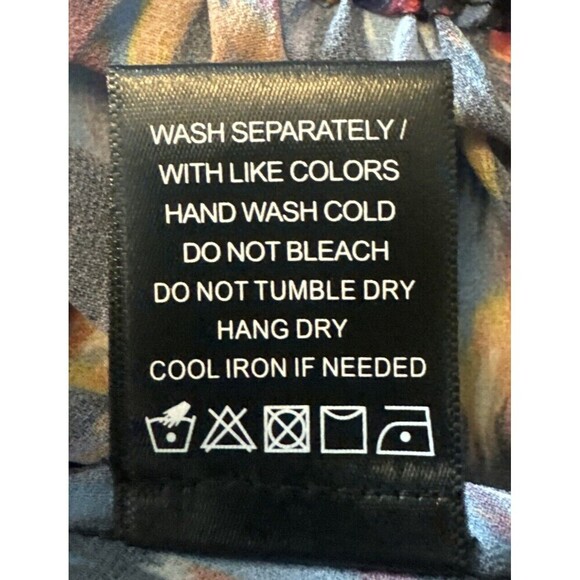 WASH SEPARATELY /
WITH LIKE COLORS
HAND WASH COLD
DO NOT BLEACH
DO NOT TUMBLE DRY
HANG DRY
COOL IRON IF NEEDED